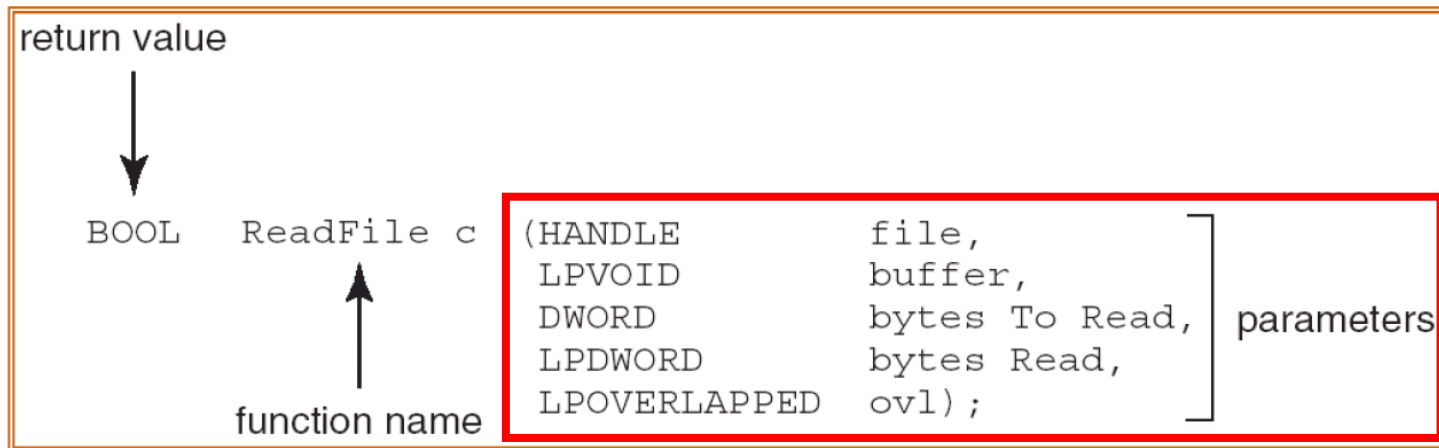 return value
BOOL ReadFile c (HANDLE file,
LPVOID buffer,
DWORD bytes To Read,
LPDWORD bytes Read,
LPOVERLAPPED ovl);
parameters
function name